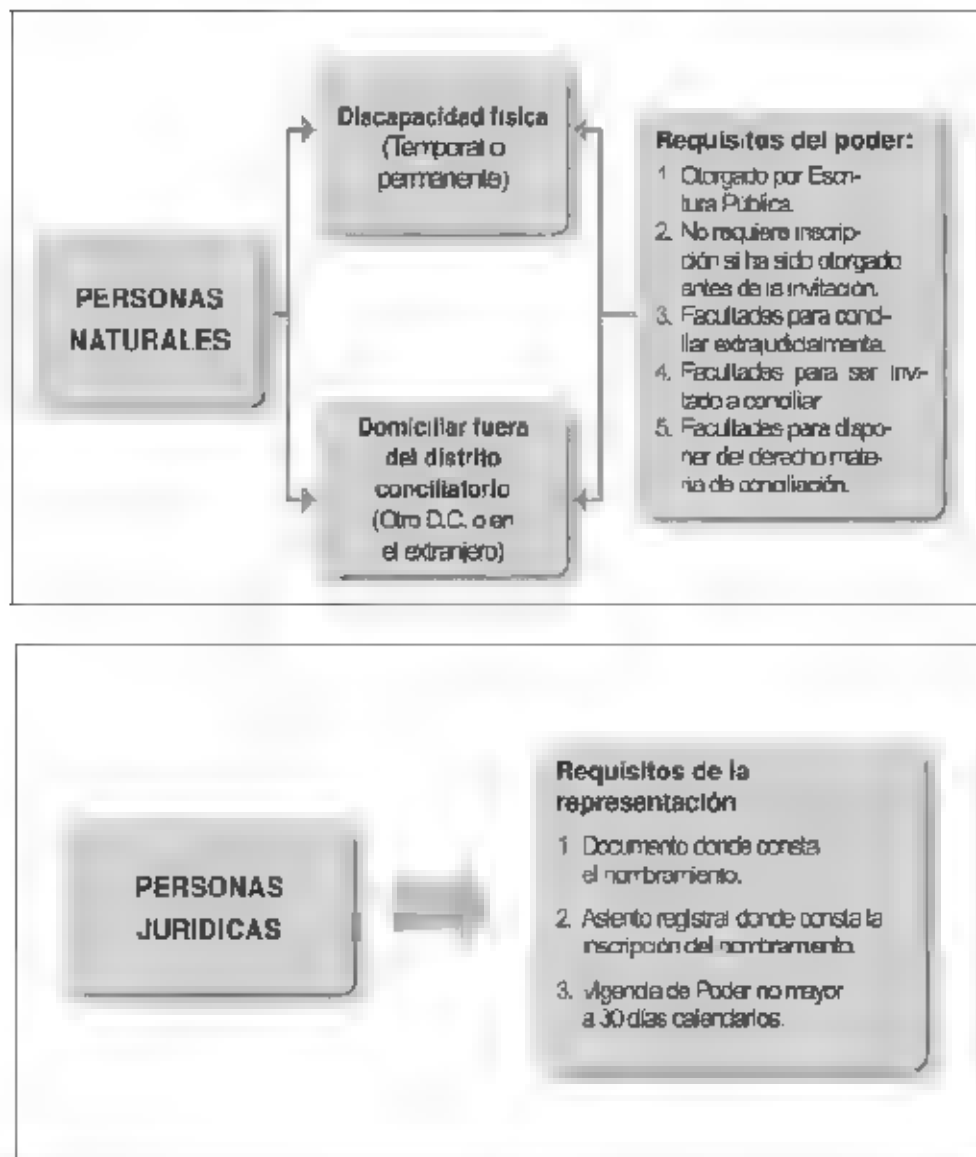 PERSONAS
NATURALES
Discapacidad física
(Temporal o
permanente)
Domiciliar fuera
del distrito
conciliatorio
(Otro D.C. o en
el extranjero)
Requisitos del poder:
1 Otorgado por Escri-
tura Pública.
2. No requiere inscrip-
ción si ha sido otorgado
antes de la invitación.
3. Facultades para conci-
liar extrajudicialmente.
4. Facultades para ser invi-
tado a conciliar
5. Facultades para dispo-
ner del derecho mate-
ria de conciliación.
PERSONAS
JURIDICAS
Requisitos de la
representación
1 Documento donde consta
el nombramiento.
2. Asiento registral donde consta la
inscripción del nombramiento.
3. Vigencia de Poder no mayor
a 30 días calendarios.